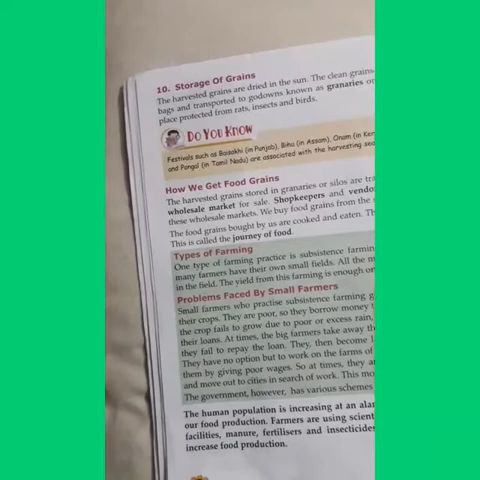 10. Storage Of Grains
The harvested grains are dried in the sun. The clean grains
bags and transported to godowns known as granaries or
place protected from rats, insects and birds.
DO YOU KNOW
Festivals such as Baisakhi (in Punjab), Bihu (in Assam), Onam (in Ker
and Pongal (in Tamil Nadu) are associated with the harvesting sea
How We Get Food Grains
The harvested grains stored in granaries or silos are tra
wholesale market for sale. Shopkeepers and vendo
these wholesale markets. We buy food grains from the
The food grains bought by us are cooked and eaten. Th
This is called the journey of food.
Types of Farming
One type of farming practice is subsistence farmin
many farmers have their own small fields. All the m
in the field. The yield from this farming is enough on
Problems Faced By Small Farmers
Small farmers who practise subsistence farming g
their crops. They are poor, so they borrow money
the crop fails to grow due to poor or excess rain,
their loans. At times, the big farmers take away th
they fail to repay the loan. They, then become l
They have no option but to work on the farms of
them by giving poor wages. So at times, they a
and move out to cities in search of work. This mo
The government, however, has various schemes
The human population is increasing at an alar
our food production. Farmers are using scient
facilities, manure, fertilisers and insecticides
increase food production.